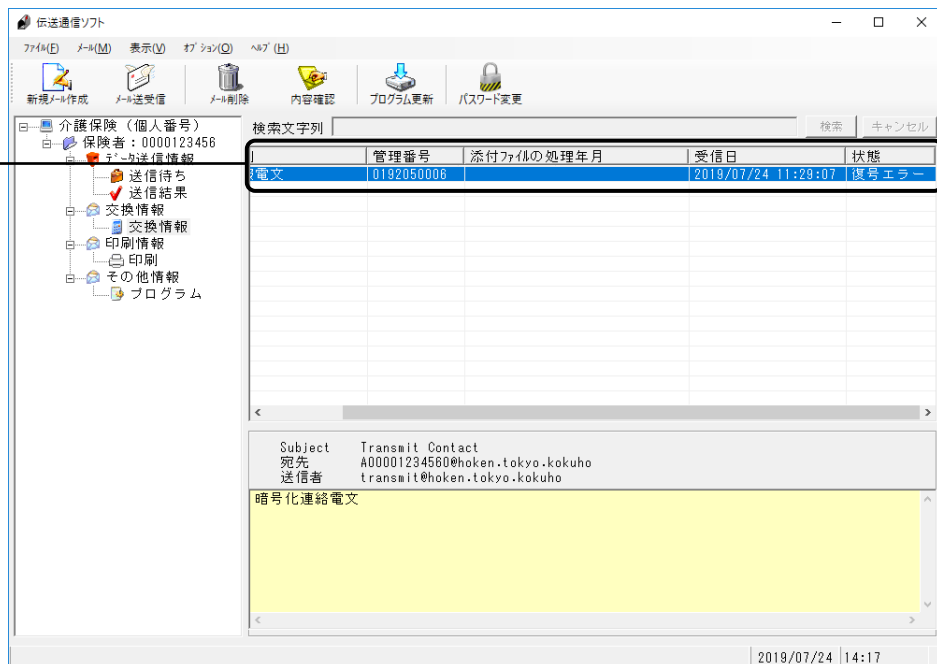 伝送通信ソフト
ファイル(F) メール(M) 表示(V) オプション(O) ヘルプ(H)
新規メール作成 メール送受信 メール削除 内容確認 プログラム更新 パスワード変更
介護保険（個人番号）
保険者：0000123456
データ送信情報
送信待ち
送信結果
交換情報
交換情報
印刷情報
印刷
その他情報
プログラム
検索文字列 検索 キャンセル
管理番号 添付ファイルの処理年月 受信日 状態
電文 0192050006 2019/07/24 11:29:07 復号エラー
Subject Transmit Contact
宛先 A00001234560@hoken.tokyo.kokuho
送信者 transmit@hoken.tokyo.kokuho
暗号化連絡電文
2019/07/24 14:17